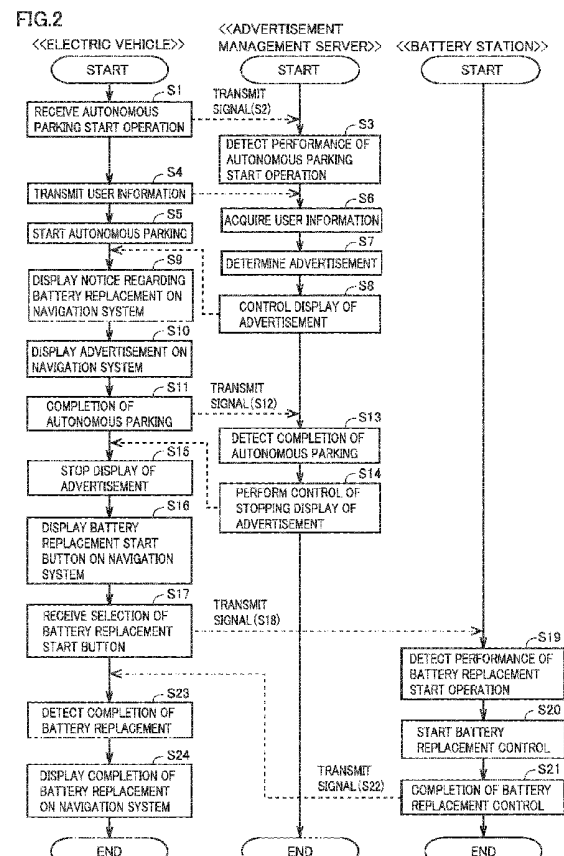 FIG.2
<<ELECTRIC VEHICLE>>
<<ADVERTISEMENT
MANAGEMENT SERVER>>
<<BATTERY STATION>>
START
START
START
S1
RECEIVE AUTONOMOUS
PARKING START OPERATION
TRANSMIT
SIGNAL(S2)
S3
DETECT PERFORMANCE OF
AUTONOMOUS PARKING
START OPERATION
S4
TRANSMIT USER INFORMATION
S6
ACQUIRE USER INFORMATION
S5
START AUTONOMOUS PARKING
S7
DETERMINE ADVERTISEMENT
S8
CONTROL DISPLAY OF
ADVERTISEMENT
S9
DISPLAY NOTICE REGARDING
BATTERY REPLACEMENT ON
NAVIGATION SYSTEM
S10
DISPLAY ADVERTISEMENT ON
NAVIGATION SYSTEM
S11
COMPLETION OF
AUTONOMOUS PARKING
TRANSMIT
SIGNAL(S12)
S13
DETECT COMPLETION OF
AUTONOMOUS PARKING
S14
PERFORM CONTROL OF
STOPPING DISPLAY OF
ADVERTISEMENT
S15
STOP DISPLAY OF
ADVERTISEMENT
S16
DISPLAY BATTERY
REPLACEMENT START
BUTTON ON NAVIGATION
SYSTEM
S17
RECEIVE SELECTION OF
BATTERY REPLACEMENT
START BUTTON
TRANSMIT
SIGNAL(S18)
S19
DETECT PERFORMANCE OF
BATTERY REPLACEMENT
START OPERATION
S20
START BATTERY
REPLACEMENT CONTROL
S21
COMPLETION OF BATTERY
REPLACEMENT CONTROL
TRANSMIT
SIGNAL(S22)
S23
DETECT COMPLETION OF
BATTERY REPLACEMENT
S24
DISPLAY COMPLETION OF
BATTERY REPLACEMENT
ON NAVIGATION SYSTEM
END
END
END